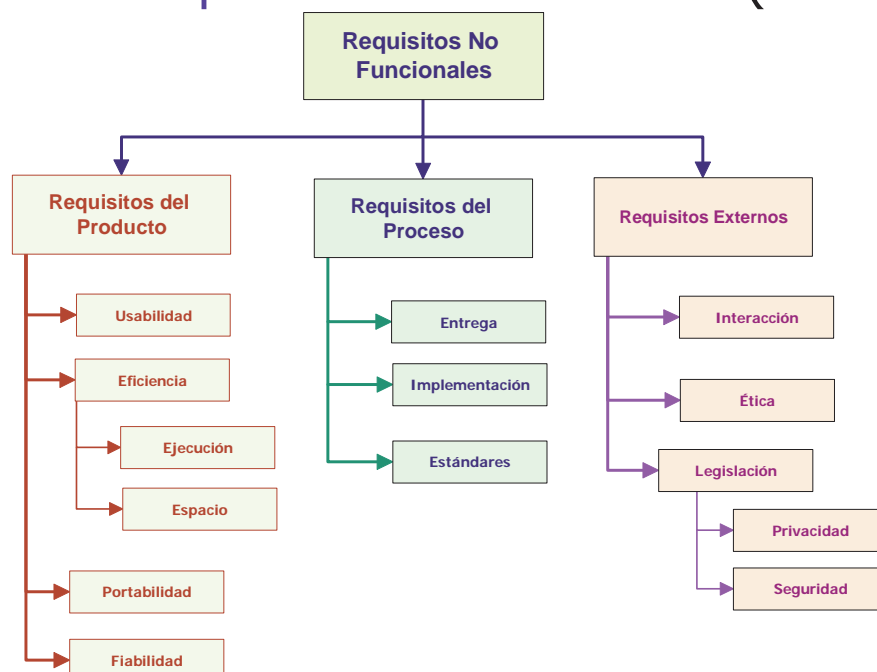 Requisitos No
Funcionales
Requisitos del
Producto
Usabilidad
Eficiencia
Ejecución
Espacio
Portabilidad
Fiabilidad
Requisitos del
Proceso
Entrega
Implementación
Estándares
Requisitos Externos
Interacción
Ética
Legislación
Privacidad
Seguridad